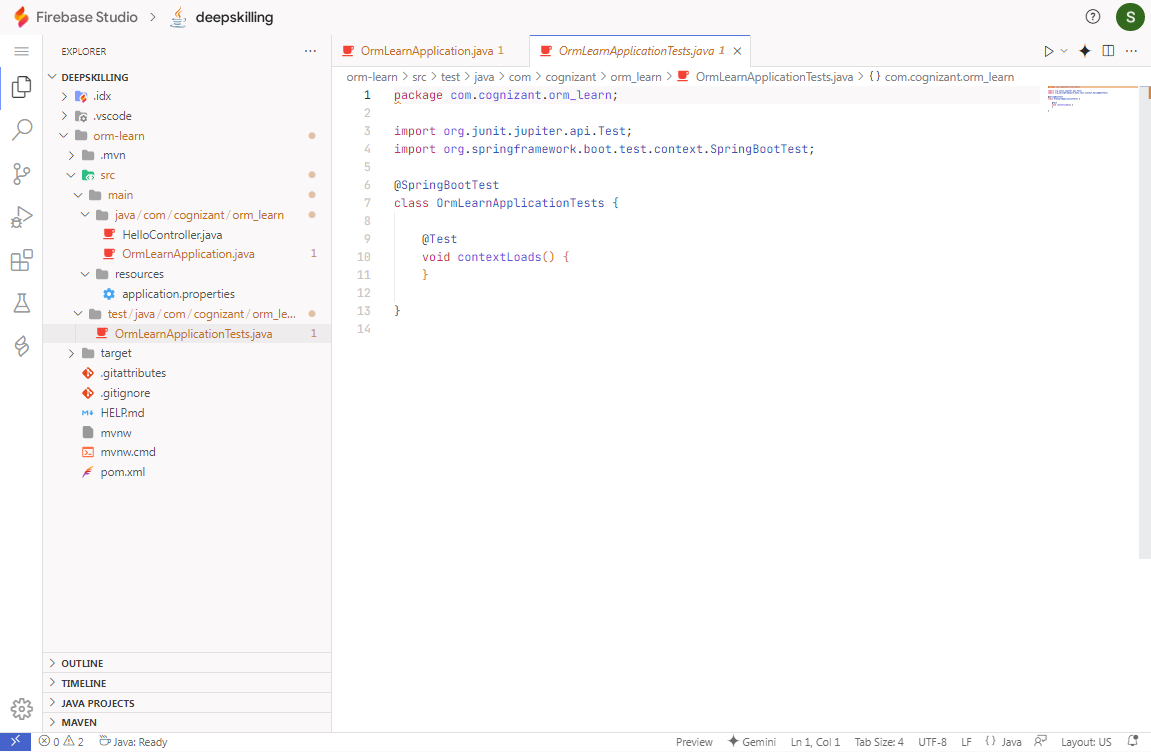 Firebase Studio > deepskilling
S
EXPLORER
DEEPSKILLING
.idx
.vscode
orm-learn
.mvn
src
main
java / com / cognizant / orm_learn
HelloController.java
OrmLearnApplication.java 1
resources
application.properties
test / java / com / cognizant / orm_le...
OrmLearnApplicationTests.java 1
target
.gitattributes
.gitignore
HELP.md
mvnw
mvnw.cmd
pom.xml
OUTLINE
TIMELINE
JAVA PROJECTS
MAVEN
OrmLearnApplication.java 1
OrmLearnApplicationTests.java 1
orm-learn > src > test > java > com > cognizant > orm_learn > OrmLearnApplicationTests.java > {} com.cognizant.orm_learn
1 package com.cognizant.orm_learn;
2
3 import org.junit.jupiter.api.Test;
4 import org.springframework.boot.test.context.SpringBootTest;
5
6 @SpringBootTest
7 class OrmLearnApplicationTests {
8
9 @Test
10 void contextLoads() {
11 }
12
13 }
14
0 2 Java: Ready Preview Gemini Ln 1, Col 1 Tab Size: 4 UTF-8 LF {} Java Layout: US